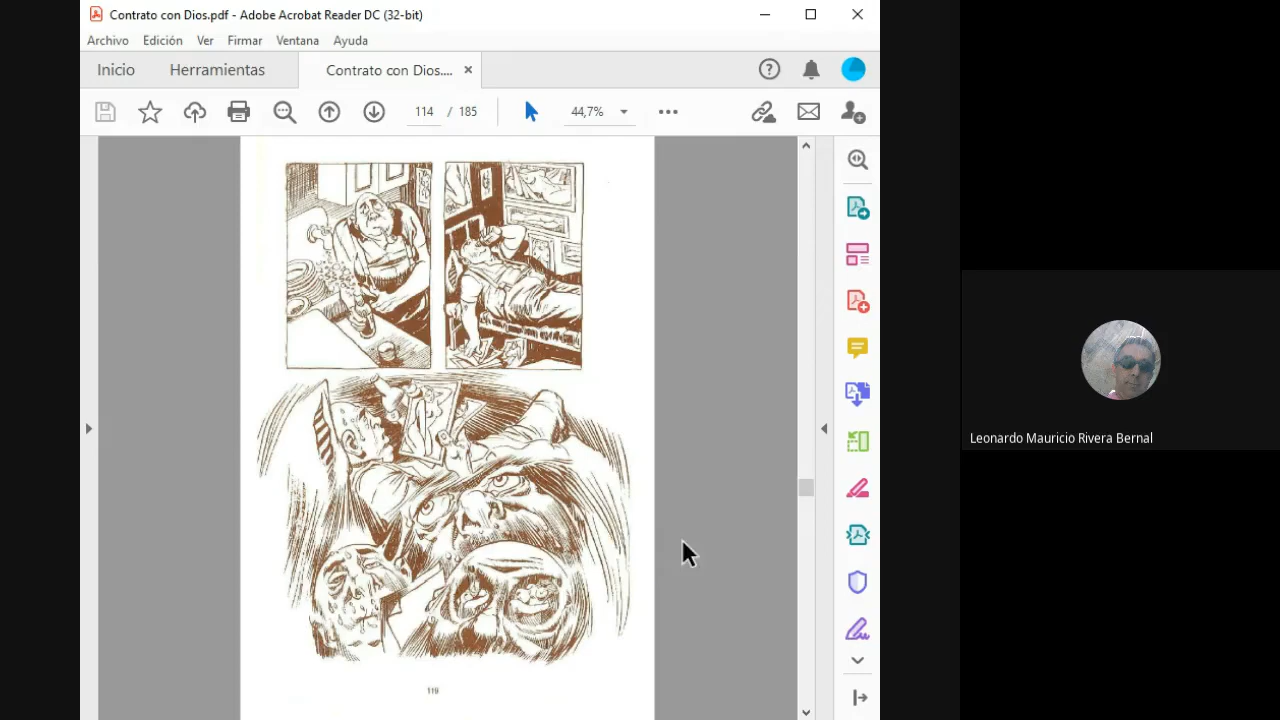 Contrato con Dios.pdf - Adobe Acrobat Reader DC (32-bit)
Archivo Edición Ver Firmar Ventana Ayuda
Inicio Herramientas Contrato con Dios.... ×
114 / 185 44,7%
Leonardo Mauricio Rivera Bernal
119